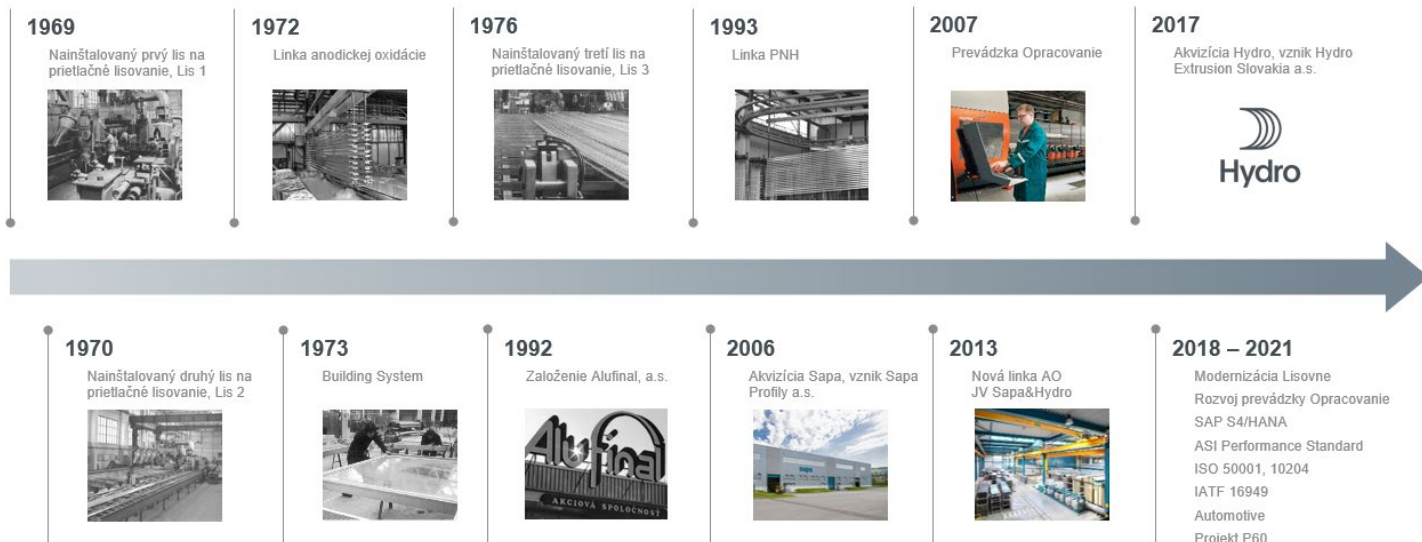 1969
Nainštalovaný prvý lis na
prietlačné lisovanie, Lis 1
1972
Linka anodickej oxidácie
1976
Nainštalovaný tretí lis na
prietlačné lisovanie, Lis 3
1993
Linka PNH
2007
Prevádzka Opracovanie
2017
Akvizícia Hydro, vznik Hydro
Extrusion Slovakia a.s.
Hydro
1970
Nainštalovaný druhý lis na
prietlačné lisovanie, Lis 2
1973
Building System
1992
Založenie Alufinal, a.s.
Alufinal
AKCIOVÁ SPOLOČNOSŤ
2006
Akvizícia Sapa, vznik Sapa
Profily a.s.
sapa
2013
Nová linka AO
JV Sapa&Hydro
2018 – 2021
Modernizácia Lisovne
Rozvoj prevádzky Opracovanie
SAP S4/HANA
ASI Performance Standard
ISO 50001, 10204
IATF 16949
Automotive
Projekt P60